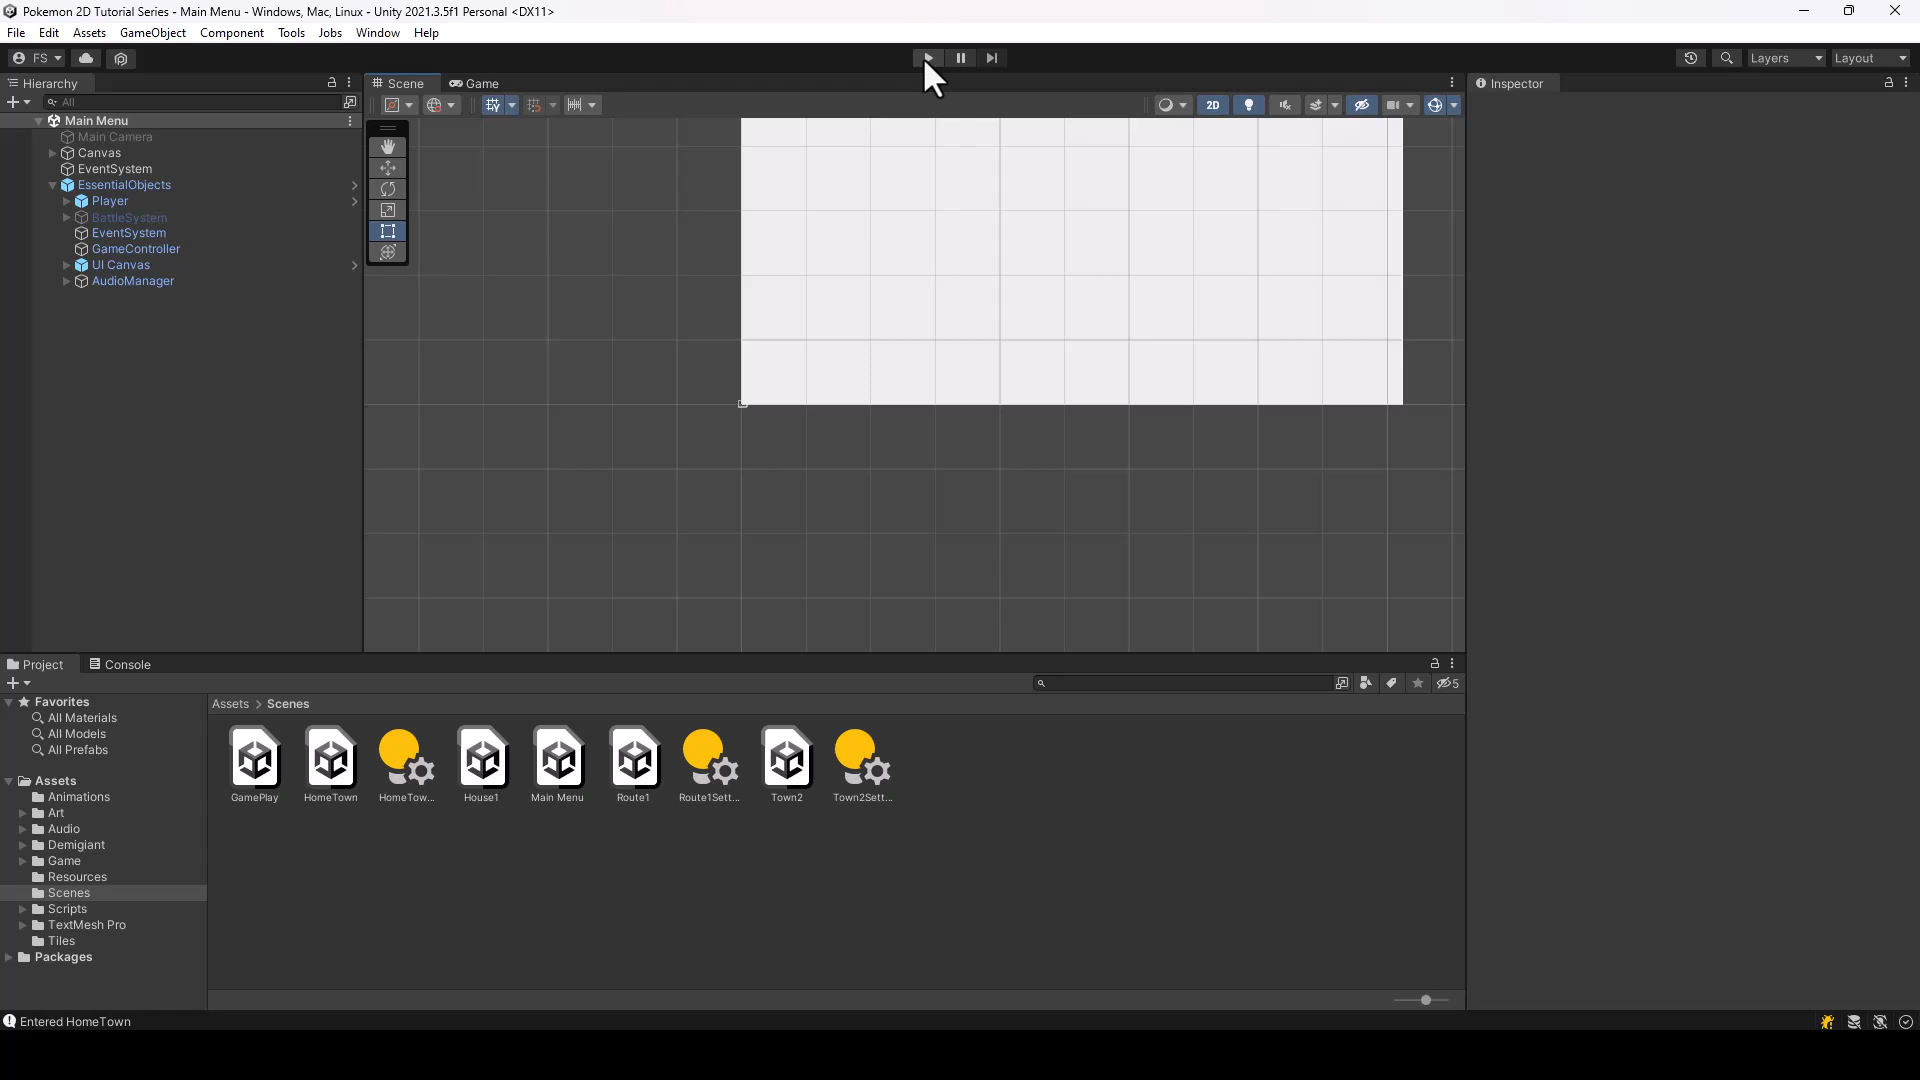 Pokemon 2D Tutorial Series - Main Menu - Windows, Mac, Linux - Unity 2021.3.5f1 Personal <DX11>
File Edit Assets GameObject Component Tools Jobs Window Help
FS Layers Layout
Hierarchy Scene Game Inspector
All 2D
Main Menu
Main Camera
Canvas
EventSystem
EssentialObjects
Player
BattleSystem
EventSystem
GameController
UI Canvas
AudioManager
Project Console
5
Favorites
All Materials
All Models
All Prefabs
Assets
Animations
Art
Audio
Demigiant
Game
Resources
Scenes
Scripts
TextMesh Pro
Tiles
Packages
Assets > Scenes
GamePlay HomeTown HomeTow... House1 Main Menu Route1 Route1Sett... Town2 Town2Sett...
Entered HomeTown